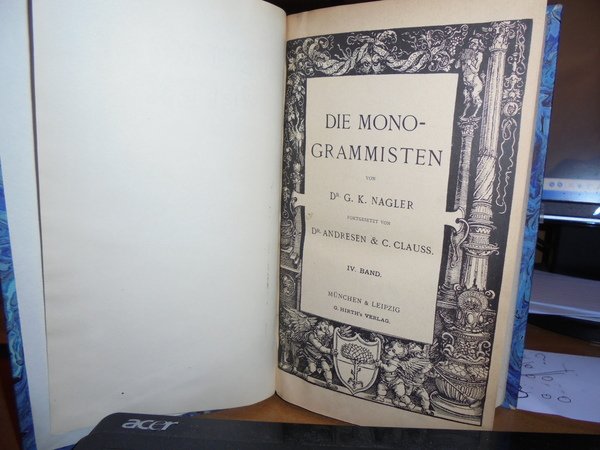 DIE MONO-
GRAMMISTEN
VON
DR. G. K. NAGLER
FORTGESETZT VON
DR. ANDRESEN & C. CLAUSS.
IV. BAND.
MÜNCHEN & LEIPZIG
G. HIRTH's VERLAG.
acer